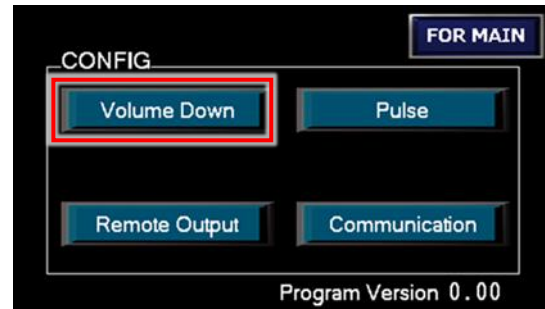 FOR MAIN
CONFIG
Volume Down
Pulse
Remote Output
Communication
Program Version 0.00